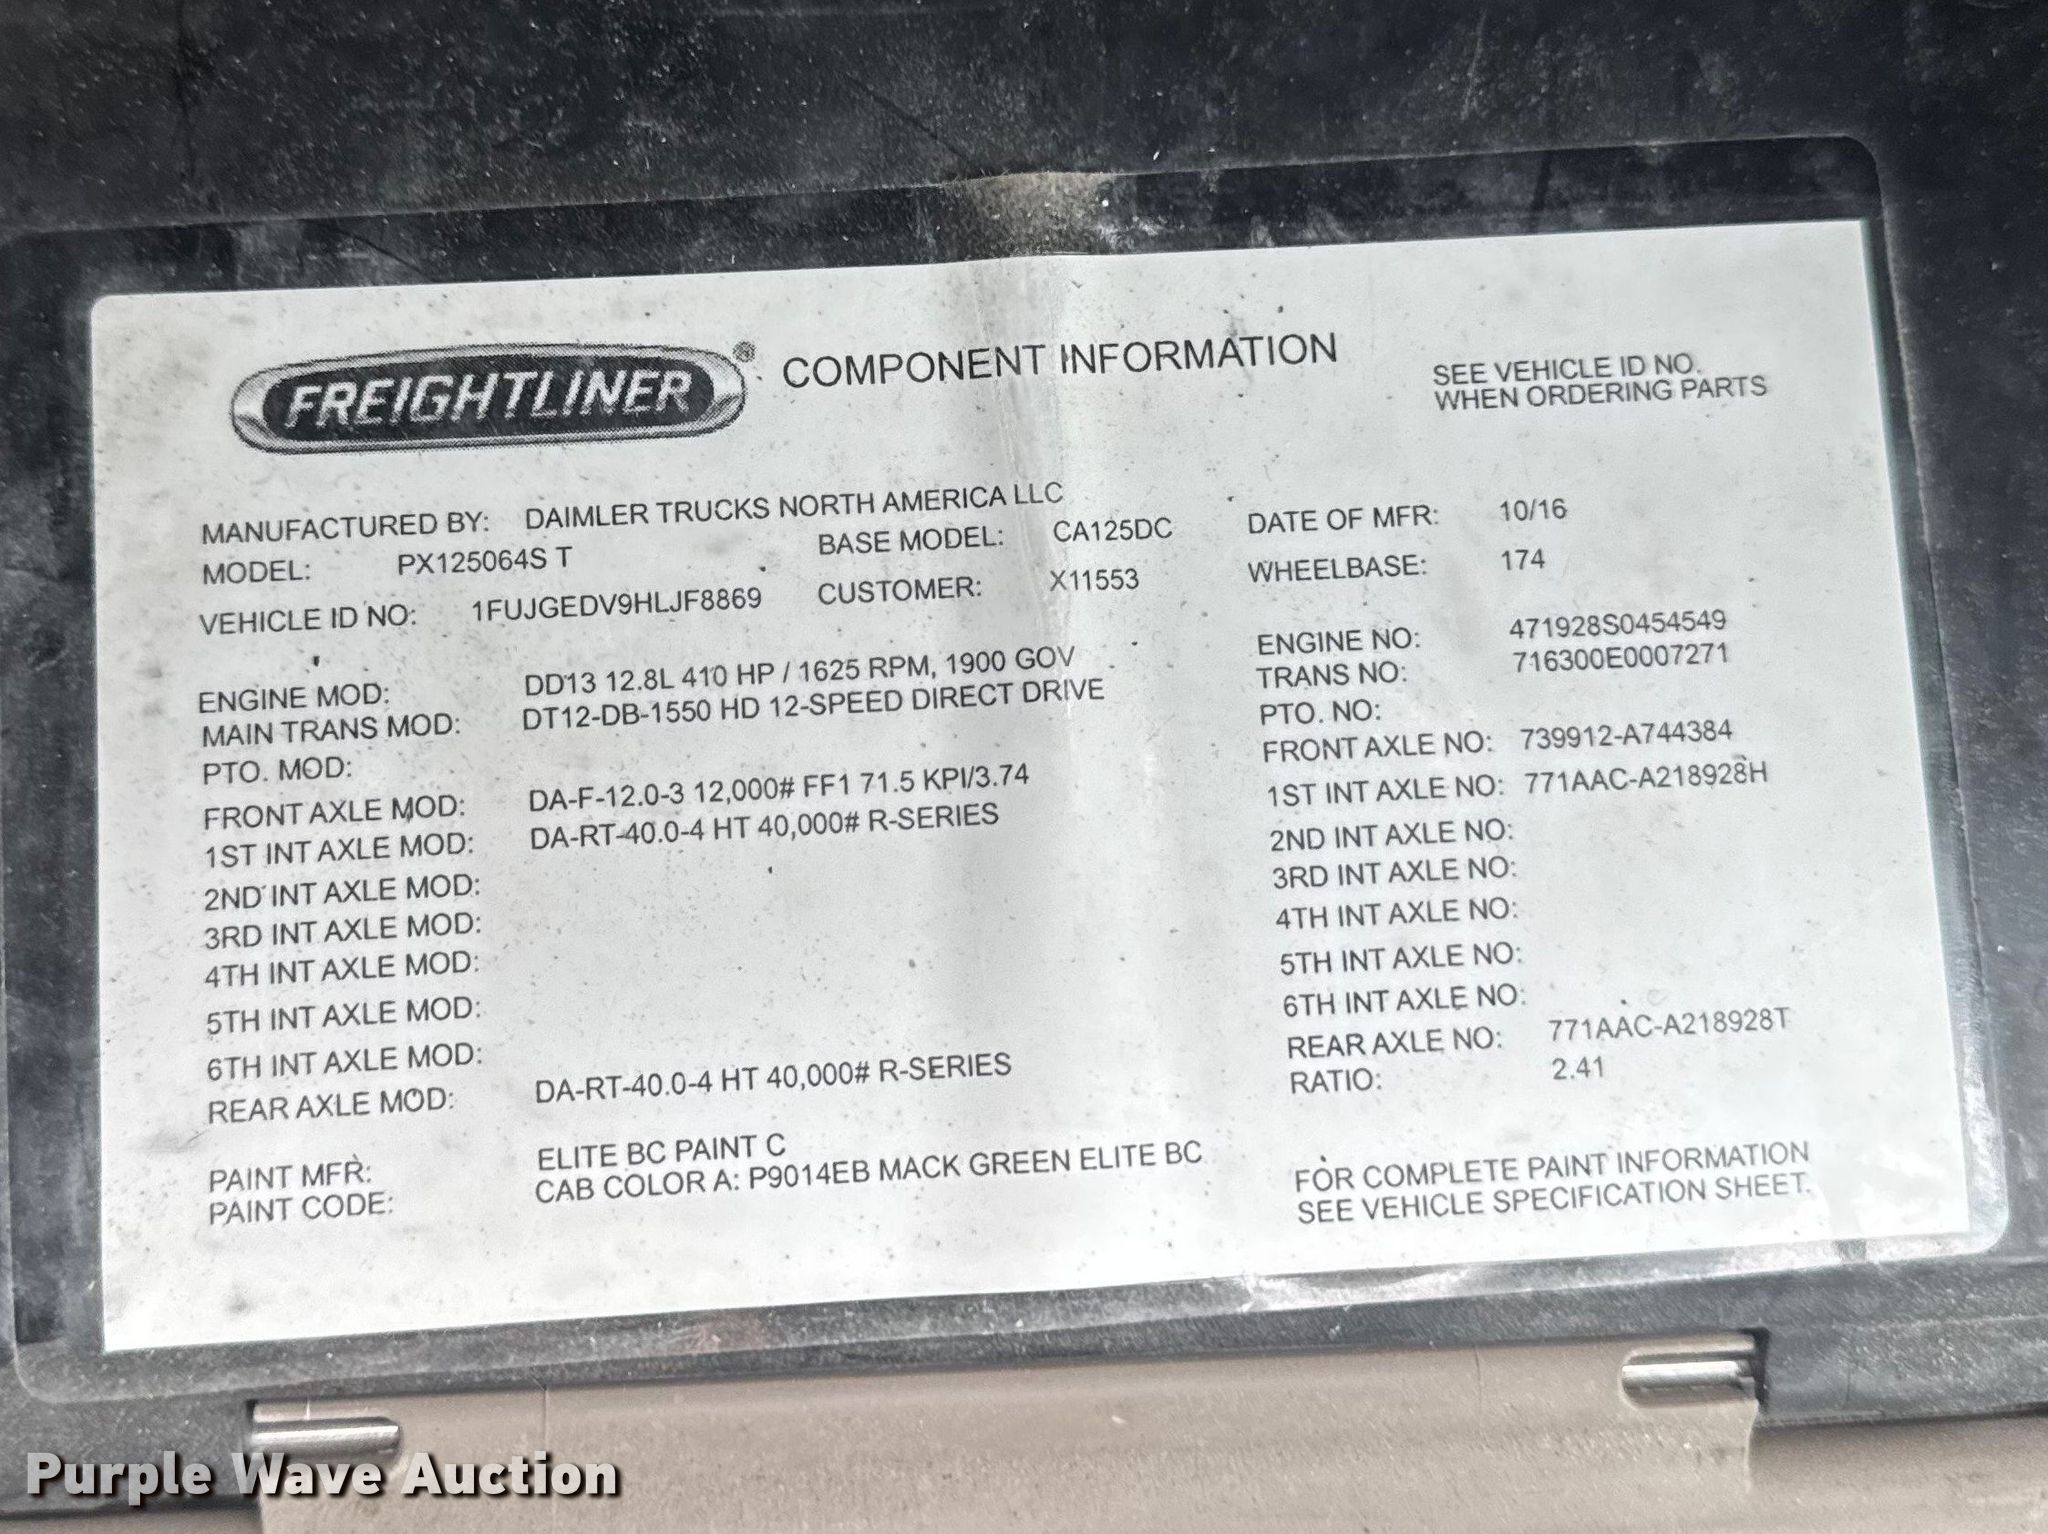 FREIGHTLINER® COMPONENT INFORMATION
SEE VEHICLE ID NO.
WHEN ORDERING PARTS
MANUFACTURED BY: DAIMLER TRUCKS NORTH AMERICA LLC
MODEL: PX125064S T BASE MODEL: CA125DC DATE OF MFR: 10/16
VEHICLE ID NO: 1FUJGEDV9HLJF8869 CUSTOMER: X11553 WHEELBASE: 174
ENGINE MOD: DD13 12.8L 410 HP / 1625 RPM, 1900 GOV ENGINE NO: 471928S0454549
MAIN TRANS MOD: DT12-DB-1550 HD 12-SPEED DIRECT DRIVE TRANS NO: 716300E0007271
PTO. MOD: PTO. NO:
FRONT AXLE MOD: DA-F-12.0-3 12,000# FF1 71.5 KPI/3.74 FRONT AXLE NO: 739912-A744384
1ST INT AXLE MOD: DA-RT-40.0-4 HT 40,000# R-SERIES 1ST INT AXLE NO: 771AAC-A218928H
2ND INT AXLE MOD: 2ND INT AXLE NO:
3RD INT AXLE MOD: 3RD INT AXLE NO:
4TH INT AXLE MOD: 4TH INT AXLE NO:
5TH INT AXLE MOD: 5TH INT AXLE NO:
6TH INT AXLE MOD: 6TH INT AXLE NO:
REAR AXLE MOD: DA-RT-40.0-4 HT 40,000# R-SERIES REAR AXLE NO: 771AAC-A218928T
RATIO: 2.41
PAINT MFR: ELITE BC PAINT C
PAINT CODE: CAB COLOR A: P9014EB MACK GREEN ELITE BC
FOR COMPLETE PAINT INFORMATION
SEE VEHICLE SPECIFICATION SHEET.
Purple Wave Auction